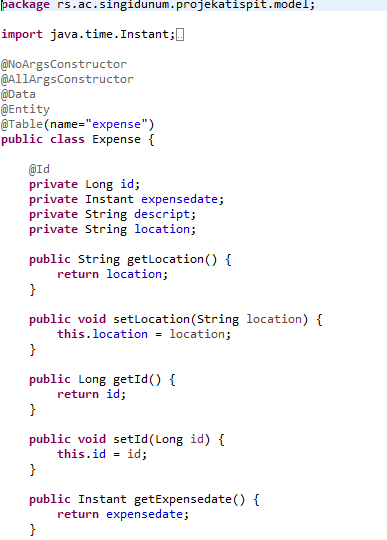 package rs.ac.singidunum.projekatispit.model;
import java.time.Instant;
@NoArgsConstructor
@AllArgsConstructor
@Data
@Entity
@Table(name="expense")
public class Expense {
@Id
private Long id;
private Instant expensedate;
private String descript;
private String location;
public String getLocation() {
return location;
}
public void setLocation(String location) {
this.location = location;
}
public Long getId() {
return id;
}
public void setId(Long id) {
this.id = id;
}
public Instant getExpensedate() {
return expensedate;
}